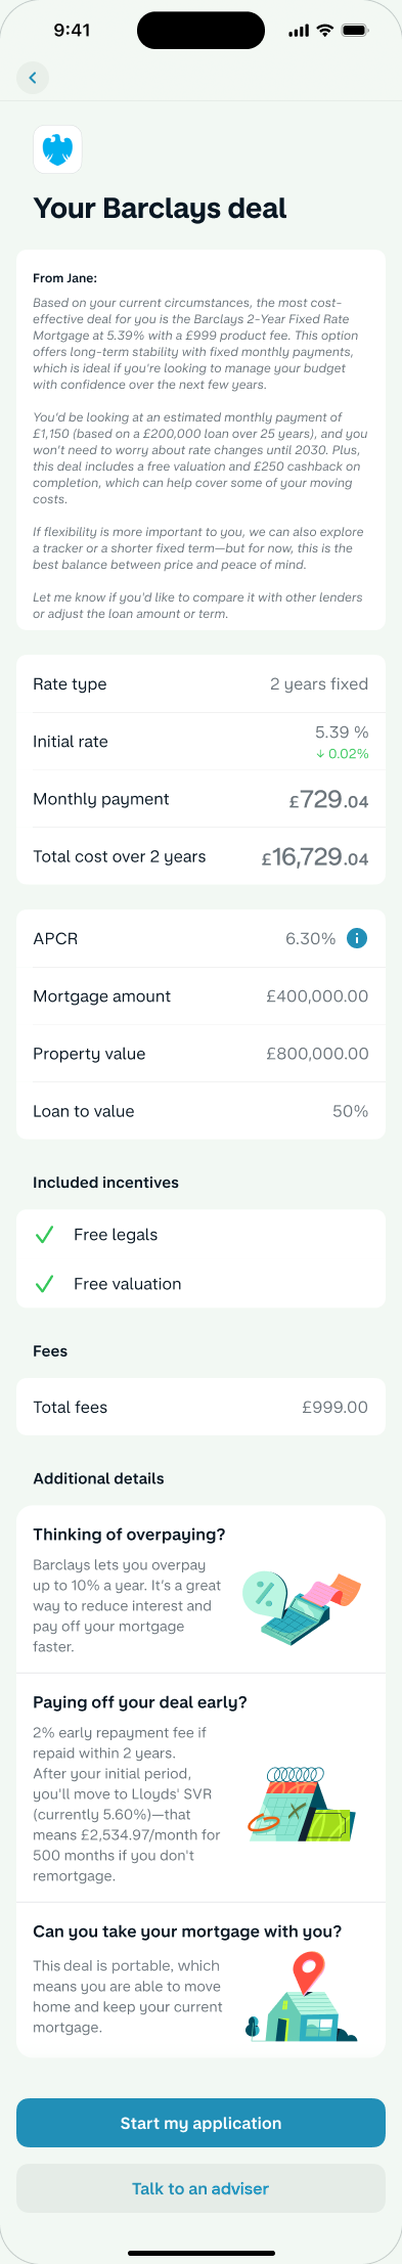 9:41
Your Barclays deal
From Jane:
Based on your current circumstances, the most cost-
effective deal for you is the Barclays 2-Year Fixed Rate
Mortgage at 5.39% with a £999 product fee. This option
offers long-term stability with fixed monthly payments,
which is ideal if you're looking to manage your budget
with confidence over the next few years.
You'd be looking at an estimated monthly payment of
£1,150 (based on a £200,000 loan over 25 years), and you
won't need to worry about rate changes until 2030. Plus,
this deal includes a free valuation and £250 cashback on
completion, which can help cover some of your moving
costs.
If flexibility is more important to you, we can also explore
a tracker or a shorter fixed term—but for now, this is the
best balance between price and peace of mind.
Let me know if you'd like to compare it with other lenders
or adjust the loan amount or term.
Rate type 2 years fixed
Initial rate 5.39 %
↓ 0.02%
Monthly payment £729.04
Total cost over 2 years £16,729.04
APCR 6.30% i
Mortgage amount £400,000.00
Property value £800,000.00
Loan to value 50%
Included incentives
Free legals
Free valuation
Fees
Total fees £999.00
Additional details
Thinking of overpaying?
Barclays lets you overpay
up to 10% a year. It's a great
way to reduce interest and
pay off your mortgage
faster.
%
Paying off your deal early?
2% early repayment fee if
repaid within 2 years.
After your initial period,
you'll move to Lloyds' SVR
(currently 5.60%)—that
means £2,534.97/month for
500 months if you don't
remortgage.
Can you take your mortgage with you?
This deal is portable, which
means you are able to move
home and keep your current
mortgage.
Start my application
Talk to an adviser